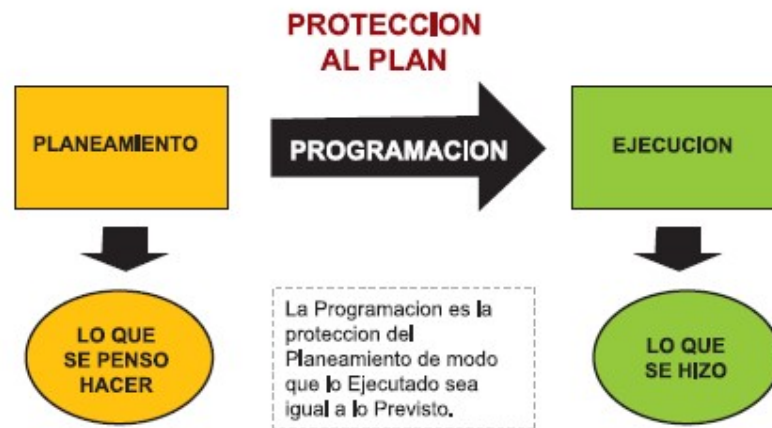 PROTECCION
AL PLAN
PLANEAMIENTO
PROGRAMACION
EJECUCION
LO QUE
SE PENSO
HACER
La Programacion es la
proteccion del
Planeamiento de modo
que lo Ejecutado sea
igual a lo Previsto.
LO QUE
SE HIZO